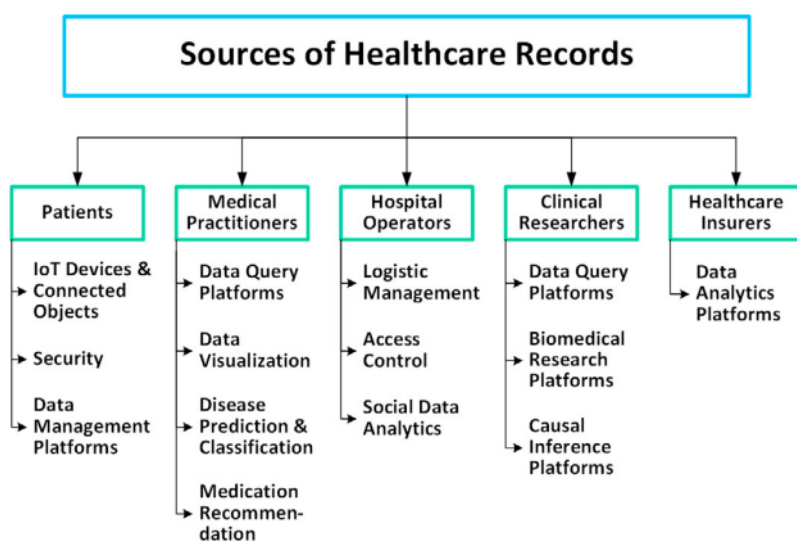 Sources of Healthcare Records
Patients
IoT Devices &
Connected
Objects
Security
Data
Management
Platforms
Medical
Practitioners
Data Query
Platforms
Data
Visualization
Disease
Prediction &
Classification
Medication
Recommen-
dation
Hospital
Operators
Logistic
Management
Access
Control
Social Data
Analytics
Clinical
Researchers
Data Query
Platforms
Biomedical
Research
Platforms
Causal
Inference
Platforms
Healthcare
Insurers
Data
Analytics
Platforms